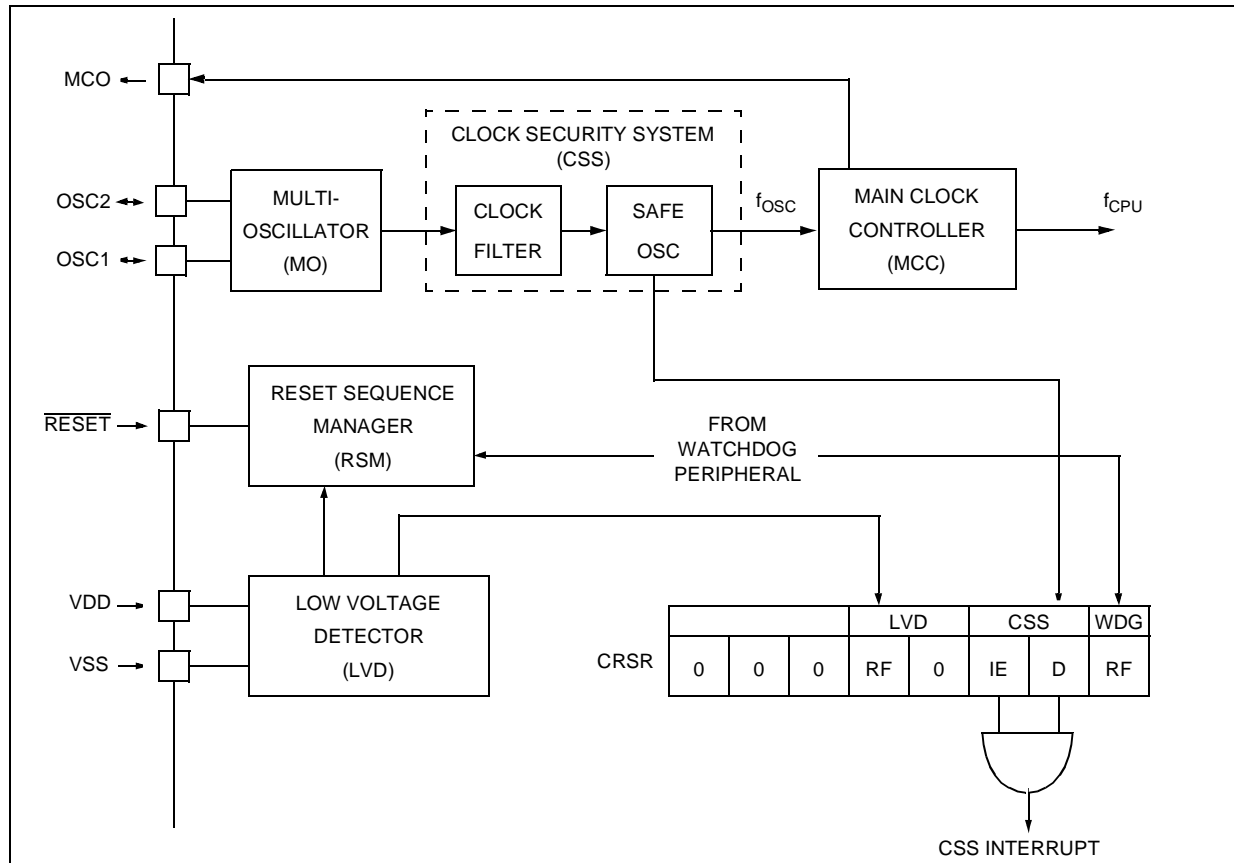 MCO
CLOCK SECURITY SYSTEM
(CSS)
OSC2
OSC1
MULTI-
OSCILLATOR
(MO)
CLOCK
FILTER
SAFE
OSC
fOSC
MAIN CLOCK
CONTROLLER
(MCC)
fCPU
RESET
RESET SEQUENCE
MANAGER
(RSM)
FROM
WATCHDOG
PERIPHERAL
VDD
VSS
LOW VOLTAGE
DETECTOR
(LVD)
LVD CSS WDG
CRSR 0 0 0 RF 0 IE D RF
CSS INTERRUPT